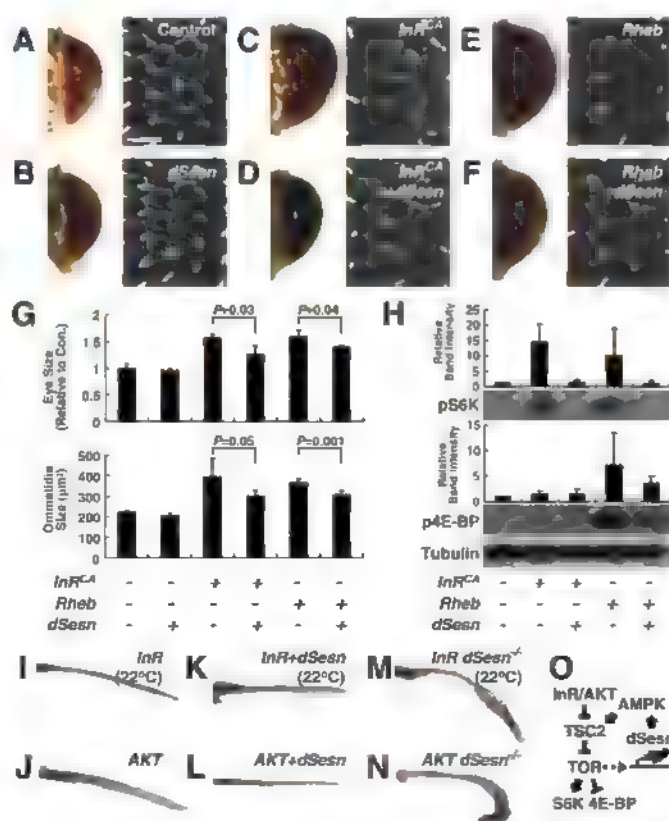 A
Control
C
InR^CA
E
Rheb
B
dSesn
D
InR^CA
F
Rheb
G
Eye Size
(Relative to Con.)
2
1.5
1
0.5
0
P=0.03
P=0.04
Ommatidia
Size (µm²)
500
400
300
200
100
0
P=0.05
P=0.001
InR^CA - - + + - -
Rheb - - - - + +
dSesn - + - + - +
H
Relative
Band Intensity
25
20
15
10
5
0
pS6K
Relative
Band Intensity
15
10
5
0
p4E-BP
Tubulin
InR^CA - + + - -
Rheb - - - + +
dSesn - - + - +
I
InR
(22°C)
K
InR+dSesn
(22°C)
M
InR dSesn-/-
(22°C)
J
AKT
L
AKT+dSesn
N
AKT dSesn-/-
O
InR/AKT
AMPK
TSC2
dSesn
TOR
S6K 4E-BP